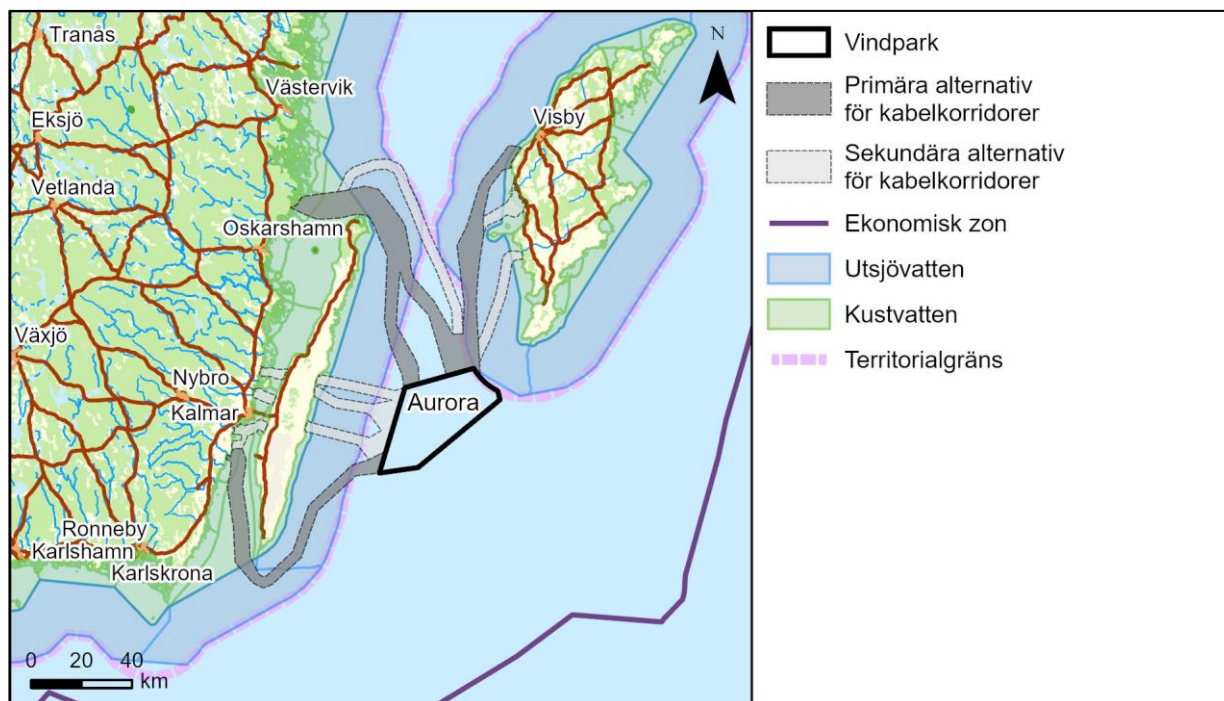 Tranås
Västervik
Eksjö
Visby
Vetlanda
Oskarshamn
Växjö
Nybro
Kalmar
Aurora
Ronneby
Karlshamn
Karlskrona
0 20 40
km
N
Vindpark
Primära alternativ
för kabelkorridorer
Sekundära alternativ
för kabelkorridorer
Ekonomisk zon
Utsjövatten
Kustvatten
Territorialgräns